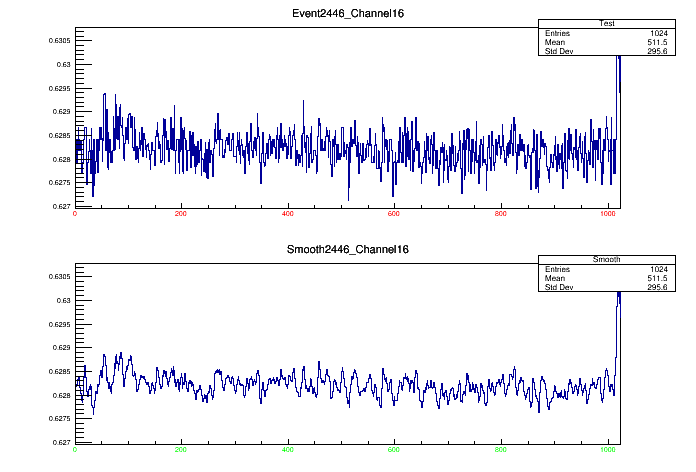 Event2446_Channel16
Test
Entries 1024
Mean 511.5
Std Dev 295.6
0.6305
0.63
0.6295
0.629
0.6285
0.628
0.6275
0.627
0 200 400 600 800 1000
Smooth2446_Channel16
Smooth
Entries 1024
Mean 511.5
Std Dev 295.6
0.6305
0.63
0.6295
0.629
0.6285
0.628
0.6275
0.627
0 200 400 600 800 1000